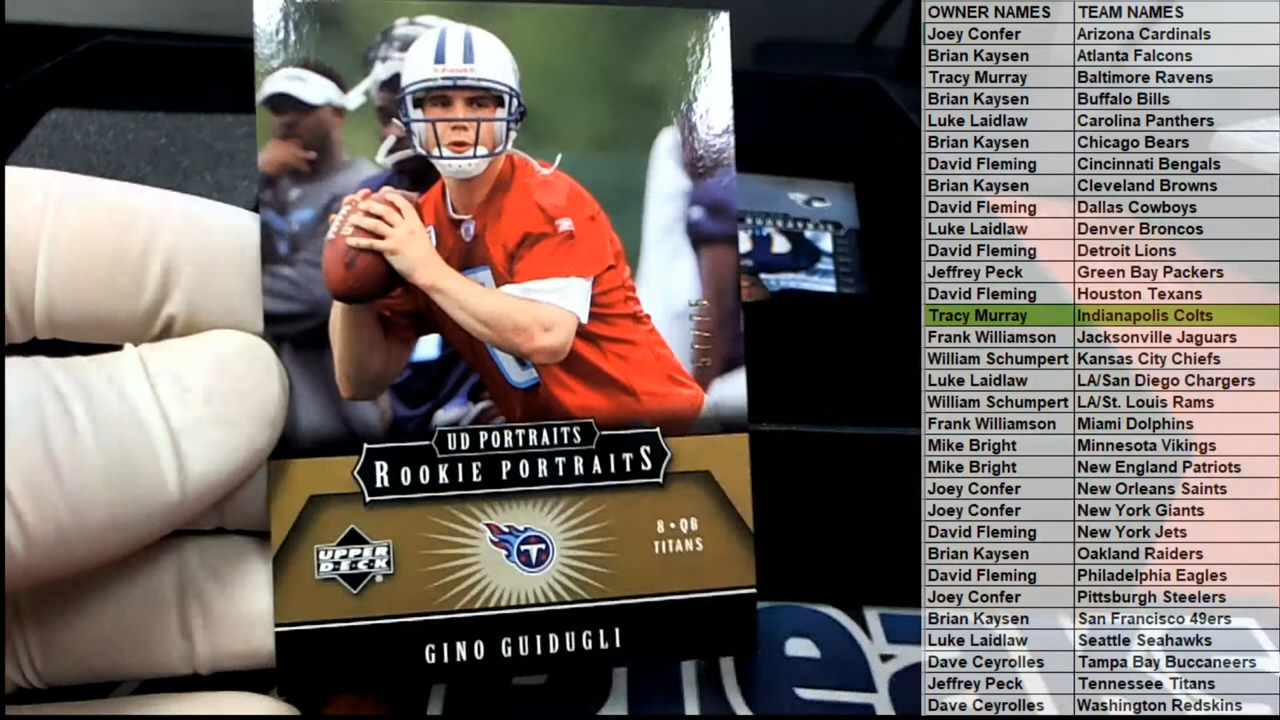 UD PORTRAITS
ROOKIE PORTRAITS
UPPER
DECK
T
8 • QB
TITANS
GINO GUIDUGLI
OWNER NAMES TEAM NAMES
Joey Confer Arizona Cardinals
Brian Kaysen Atlanta Falcons
Tracy Murray Baltimore Ravens
Brian Kaysen Buffalo Bills
Luke Laidlaw Carolina Panthers
Brian Kaysen Chicago Bears
David Fleming Cincinnati Bengals
Brian Kaysen Cleveland Browns
David Fleming Dallas Cowboys
Luke Laidlaw Denver Broncos
David Fleming Detroit Lions
Jeffrey Peck Green Bay Packers
David Fleming Houston Texans
Tracy Murray Indianapolis Colts
Frank Williamson Jacksonville Jaguars
William Schumpert Kansas City Chiefs
Luke Laidlaw LA/San Diego Chargers
William Schumpert LA/St. Louis Rams
Frank Williamson Miami Dolphins
Mike Bright Minnesota Vikings
Mike Bright New England Patriots
Joey Confer New Orleans Saints
Joey Confer New York Giants
David Fleming New York Jets
Brian Kaysen Oakland Raiders
David Fleming Philadelphia Eagles
Joey Confer Pittsburgh Steelers
Brian Kaysen San Francisco 49ers
Luke Laidlaw Seattle Seahawks
Dave Ceyrolles Tampa Bay Buccaneers
Jeffrey Peck Tennessee Titans
Dave Ceyrolles Washington Redskins